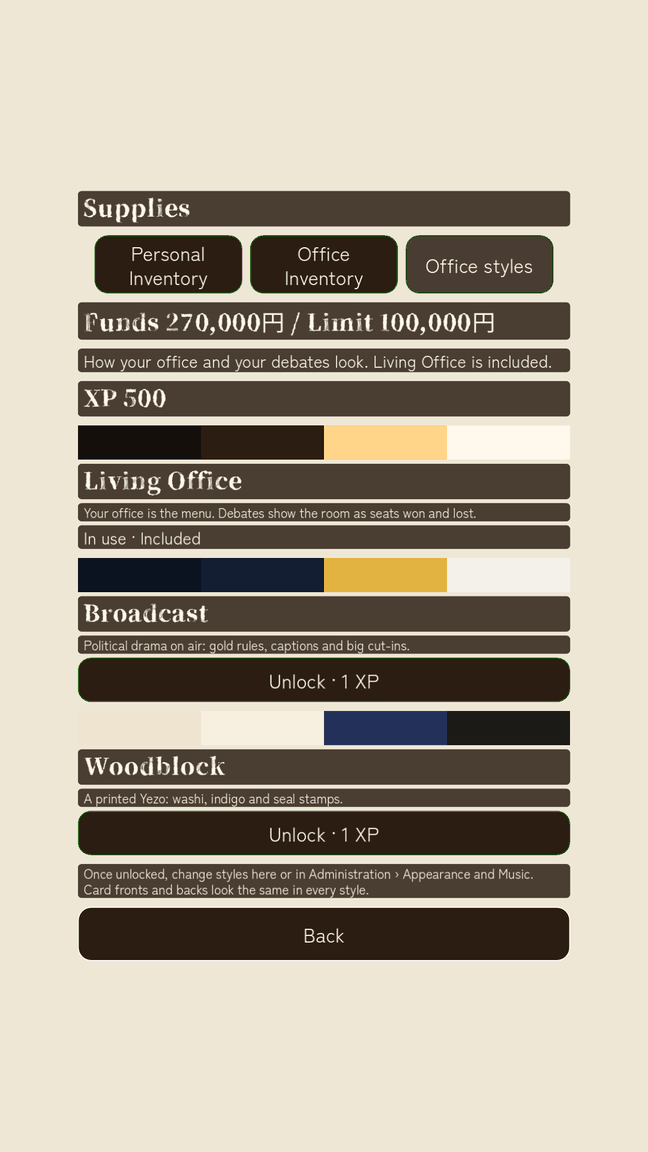 Supplies
Personal
Inventory
Office
Inventory
Office styles
Funds 270,000円 / Limit 100,000円
How your office and your debates look. Living Office is included.
XP 500
Living Office
Your office is the menu. Debates show the room as seats won and lost.
In use · Included
Broadcast
Political drama on air: gold rules, captions and big cut-ins.
Unlock · 1 XP
Woodblock
A printed Yezo: washi, indigo and seal stamps.
Unlock · 1 XP
Once unlocked, change styles here or in Administration › Appearance and Music.
Card fronts and backs look the same in every style.
Back